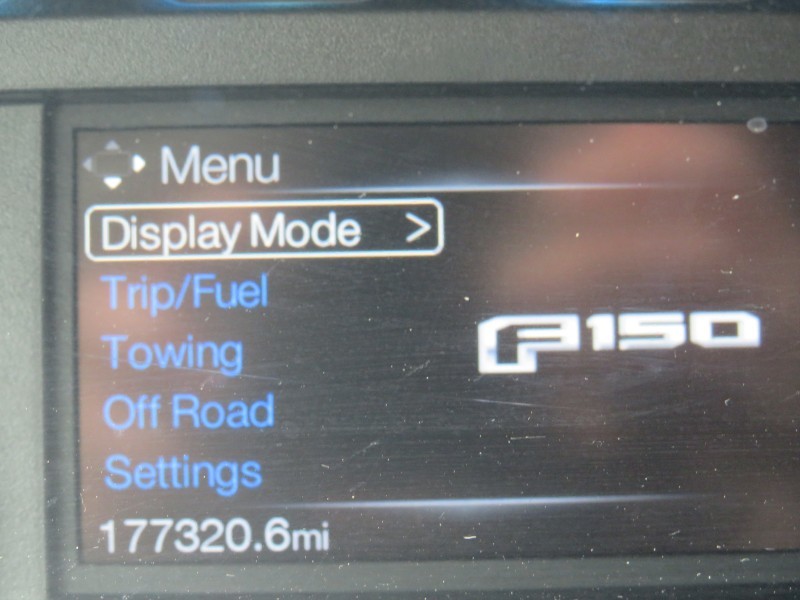 Menu
Display Mode >
Trip/Fuel
Towing
F150
Off Road
Settings
177320.6mi